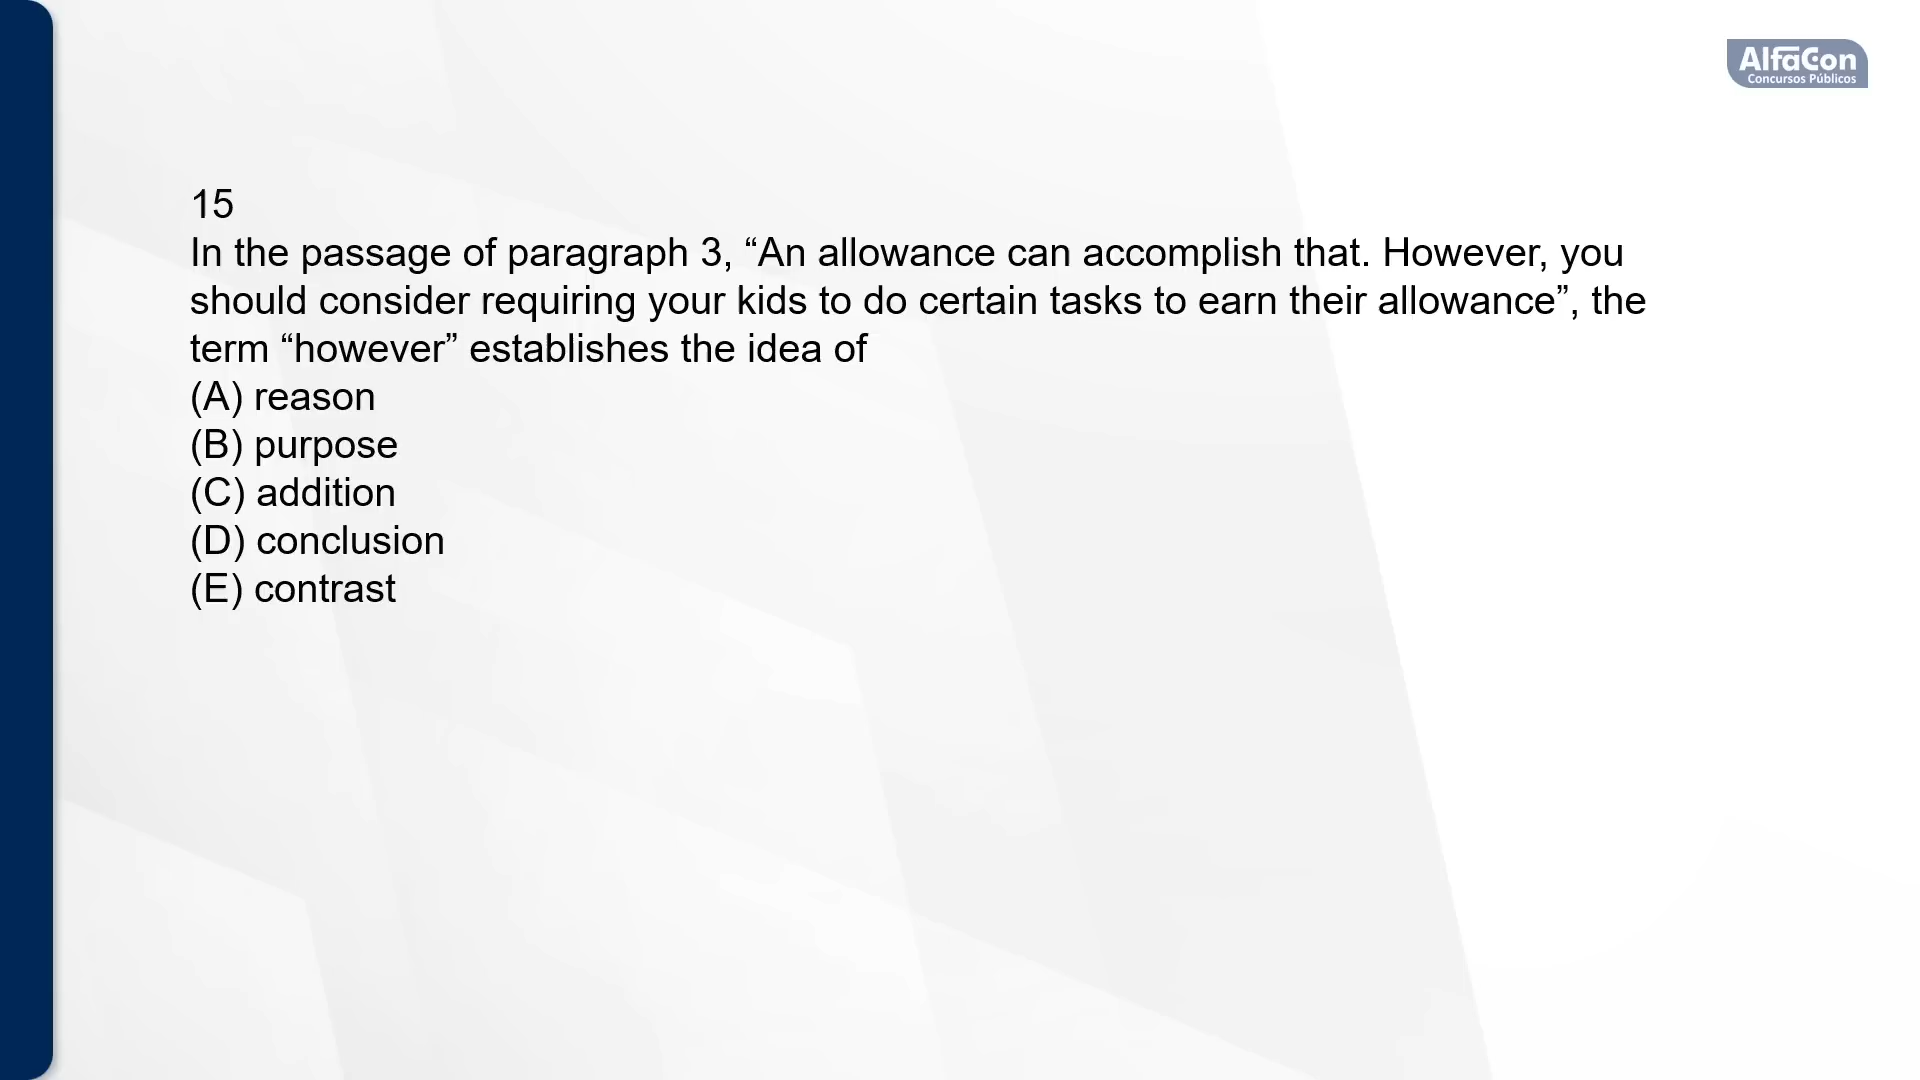 AlfaCon
Concursos Públicos
15
In the passage of paragraph 3, “An allowance can accomplish that. However, you
should consider requiring your kids to do certain tasks to earn their allowance”, the
term “however” establishes the idea of
(A) reason
(B) purpose
(C) addition
(D) conclusion
(E) contrast